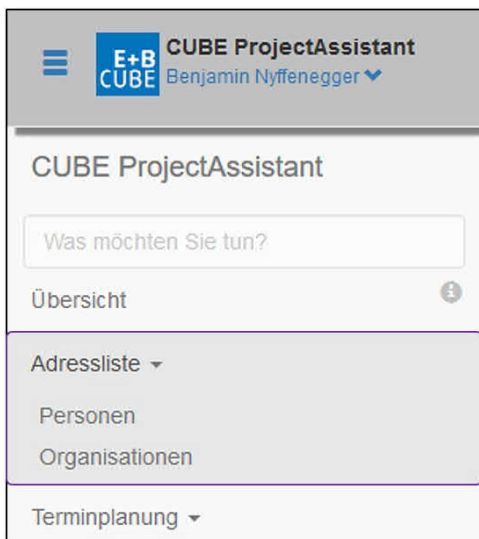 E+B
CUBE
CUBE ProjectAssistant
Benjamin Nyffenegger
CUBE ProjectAssistant
Was möchten Sie tun?
Übersicht
Adressliste
Personen
Organisationen
Terminplanung